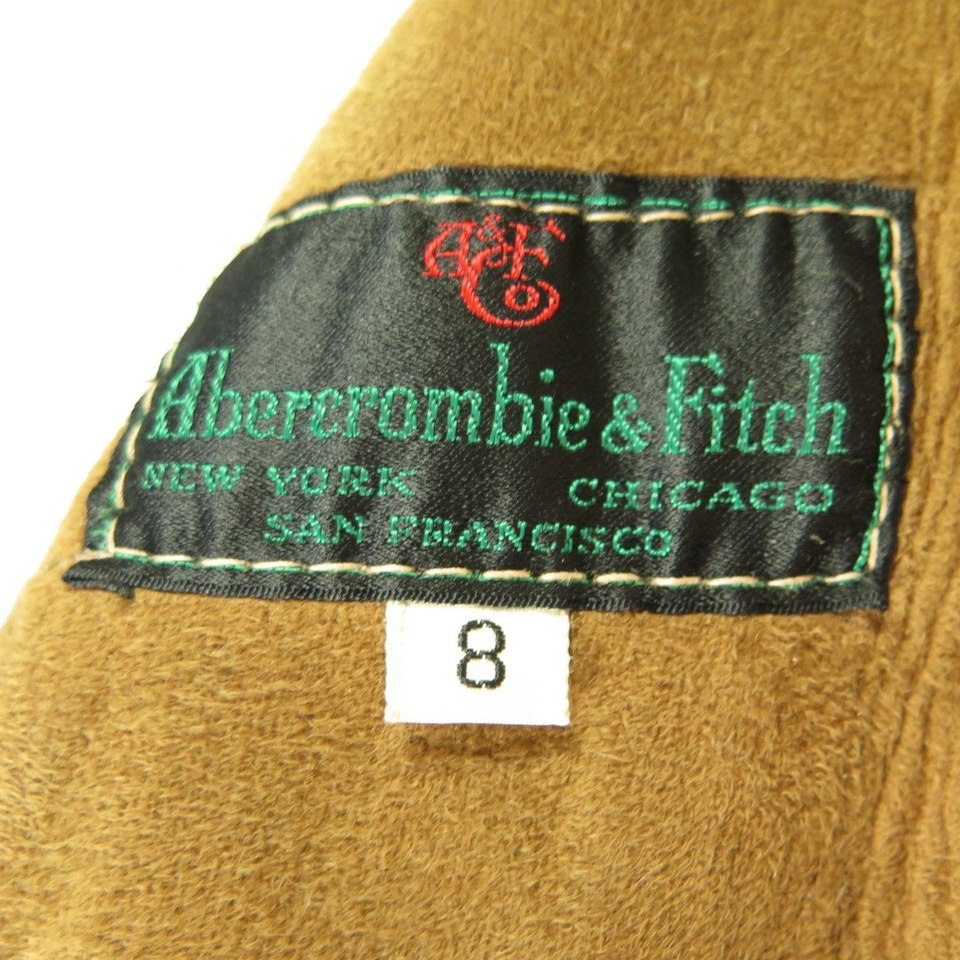 A&F Co
Abercrombie & Fitch
NEW YORK CHICAGO
SAN FRANCISCO
8